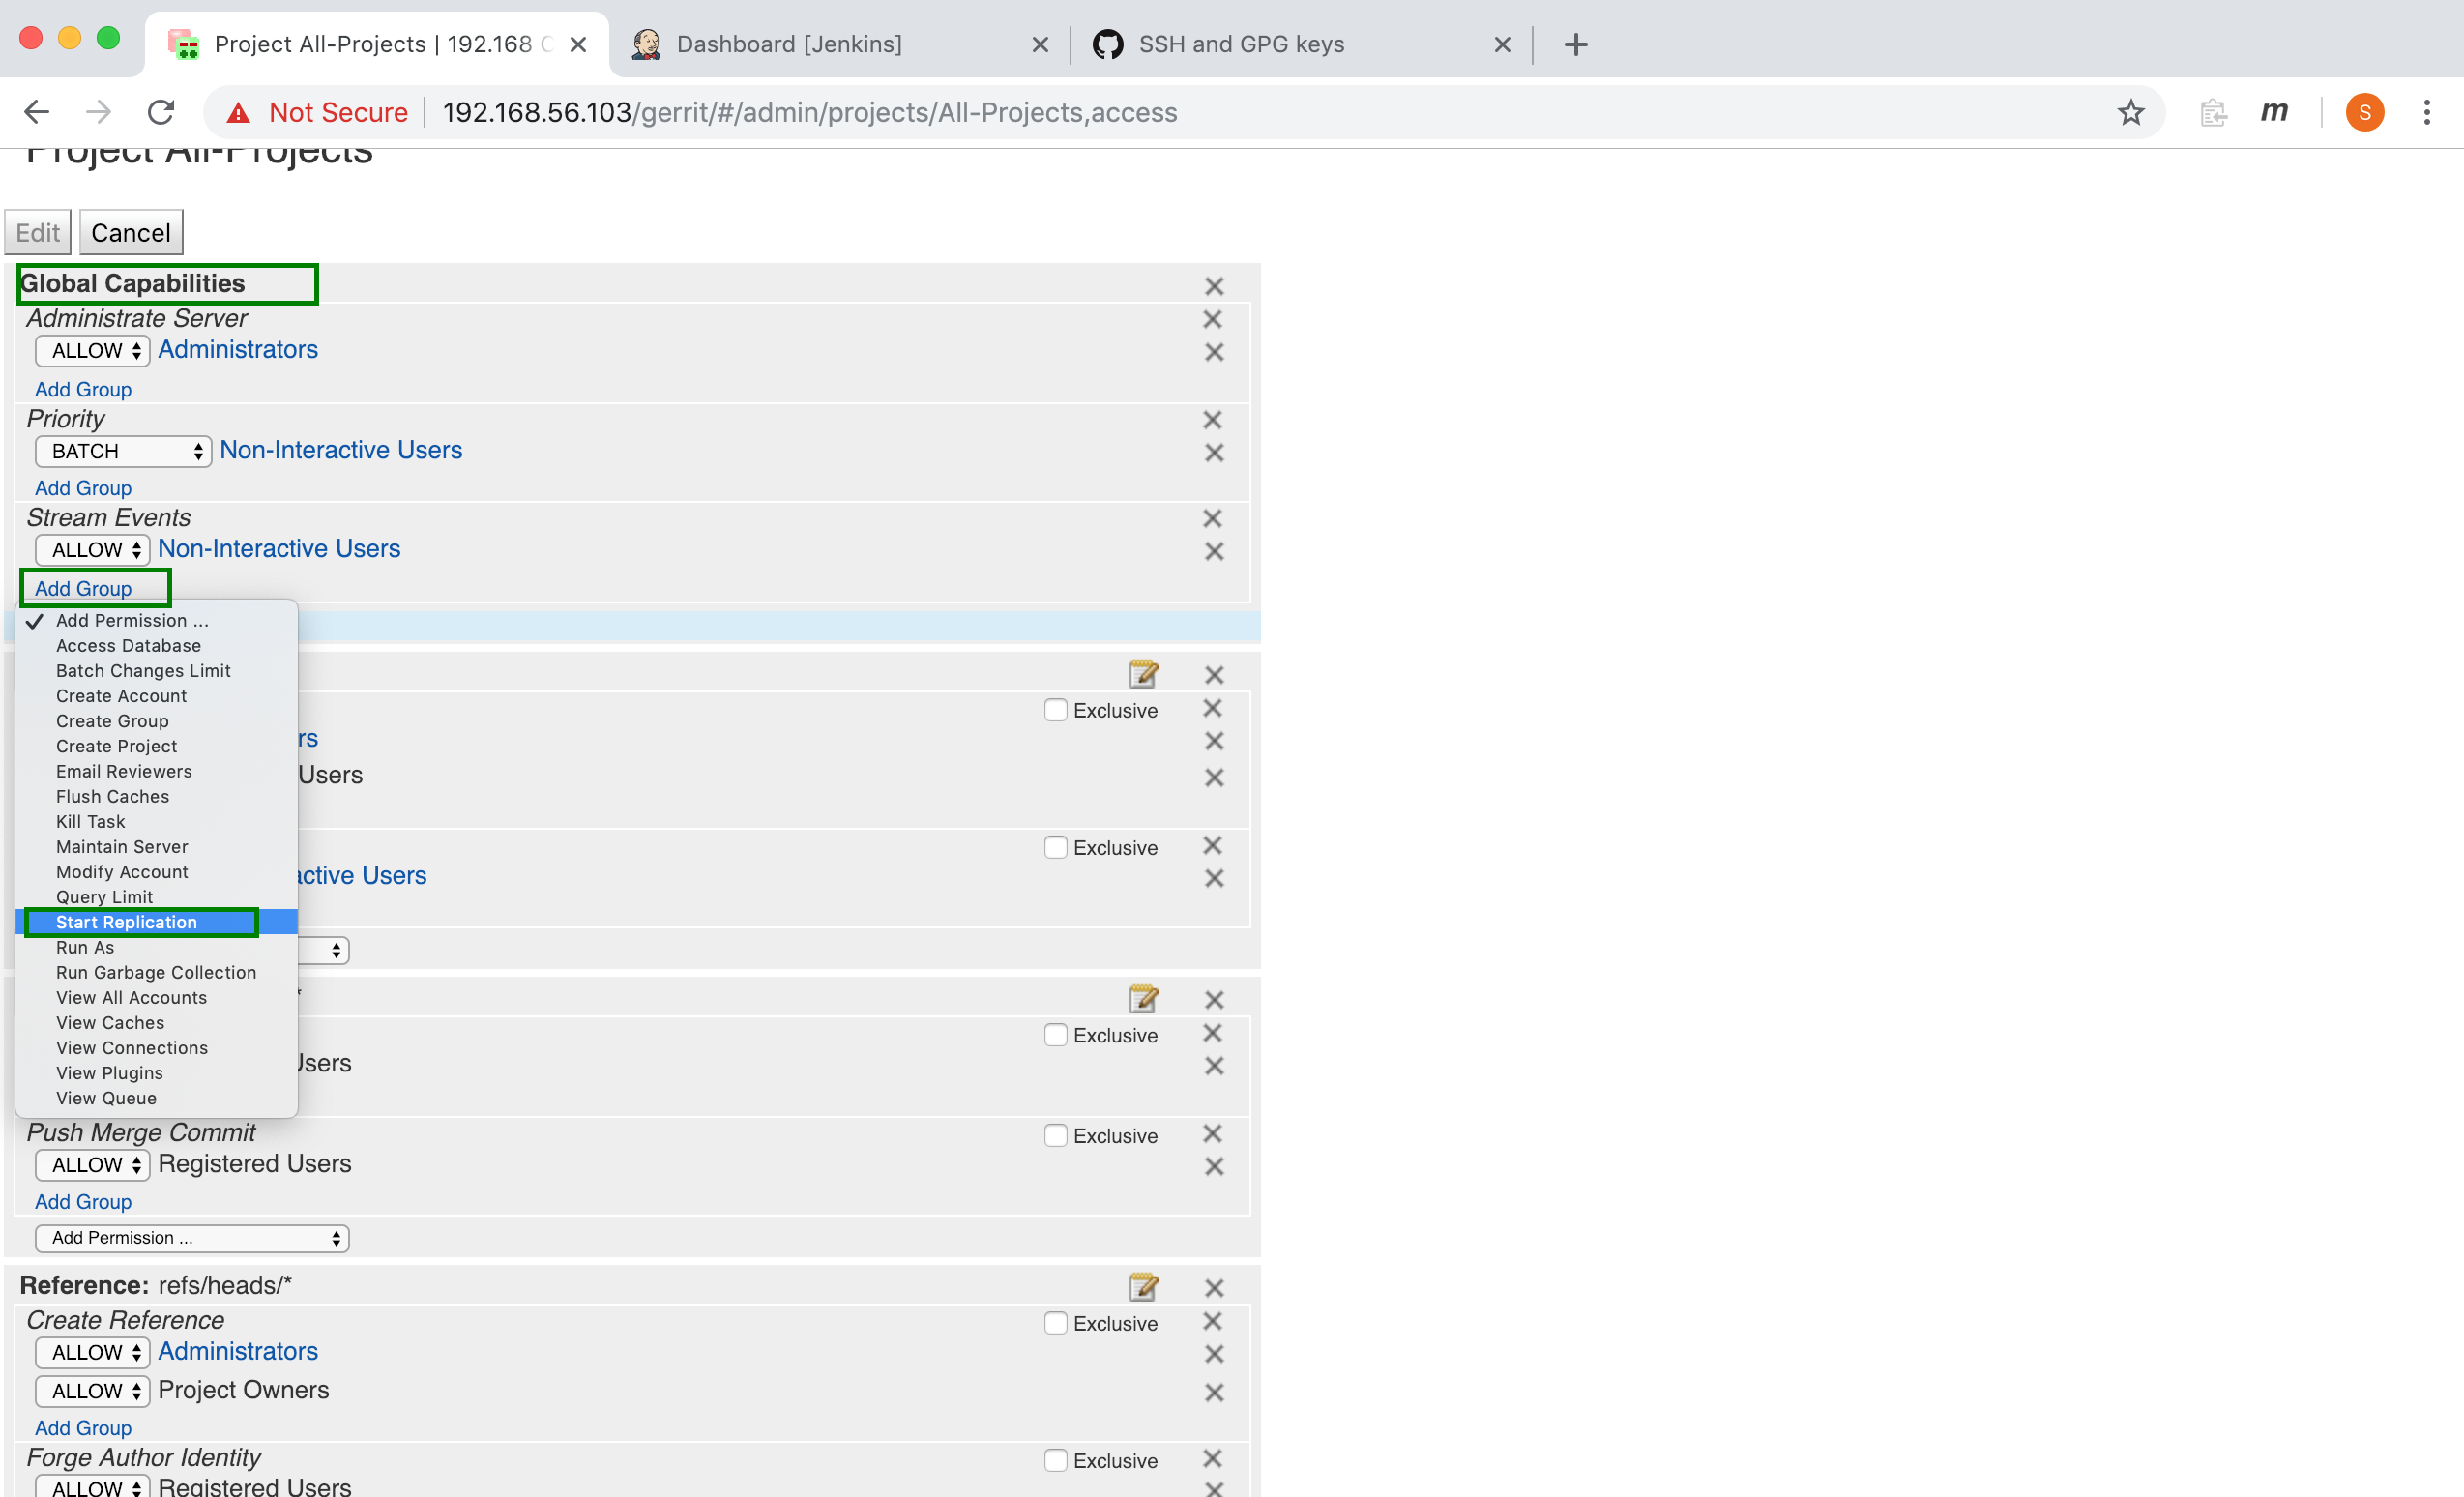 Project All-Projects | 192.168
Dashboard [Jenkins]
SSH and GPG keys
Not Secure
192.168.56.103/gerrit/#/admin/projects/All-Projects,access
m
S
Project All-Projects
Edit
Cancel
Global Capabilities
Administrate Server
ALLOW Administrators
Add Group
Priority
BATCH Non-Interactive Users
Add Group
Stream Events
ALLOW Non-Interactive Users
Add Group
Add Permission ...
Access Database
Batch Changes Limit
Create Account
Create Group
Create Project
Email Reviewers
Flush Caches
Kill Task
Maintain Server
Modify Account
Query Limit
Start Replication
Run As
Run Garbage Collection
View All Accounts
View Caches
View Connections
View Plugins
View Queue
Exclusive
rs
Users
Exclusive
active Users
*
Exclusive
Users
Push Merge Commit
Exclusive
ALLOW Registered Users
Add Group
Add Permission ...
Reference: refs/heads/*
Create Reference
Exclusive
ALLOW Administrators
ALLOW Project Owners
Add Group
Forge Author Identity
Exclusive
ALLOW Registered Users